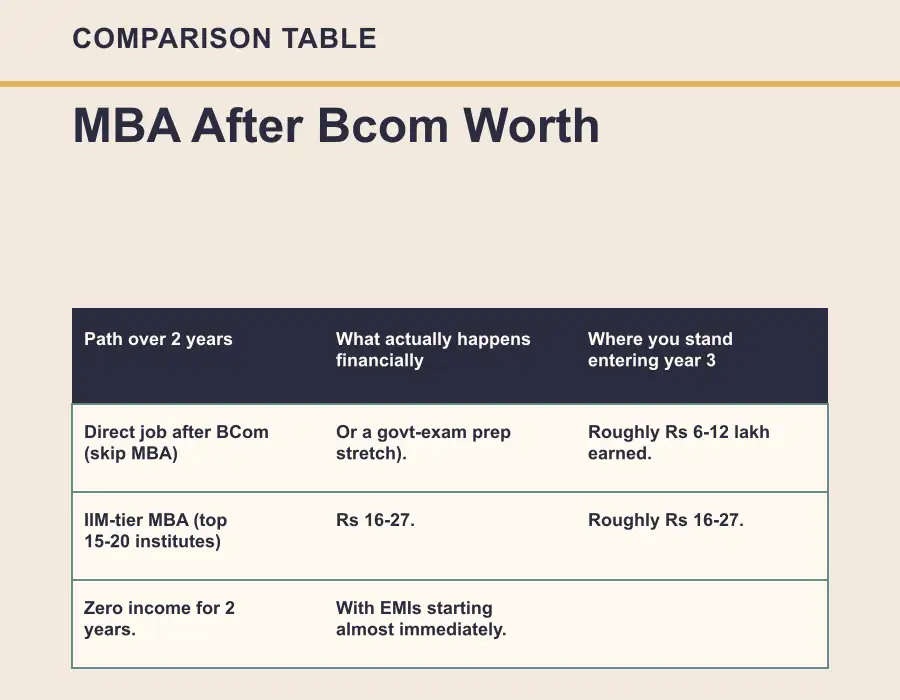 COMPARISON TABLE
MBA After Bcom Worth
Path over 2 years
What actually happens
financially
Where you stand
entering year 3
Direct job after BCom
(skip MBA)
Or a govt-exam prep
stretch).
Roughly Rs 6-12 lakh
earned.
IIM-tier MBA (top
15-20 institutes)
Rs 16-27.
Roughly Rs 16-27.
Zero income for 2
years.
With EMIs starting
almost immediately.